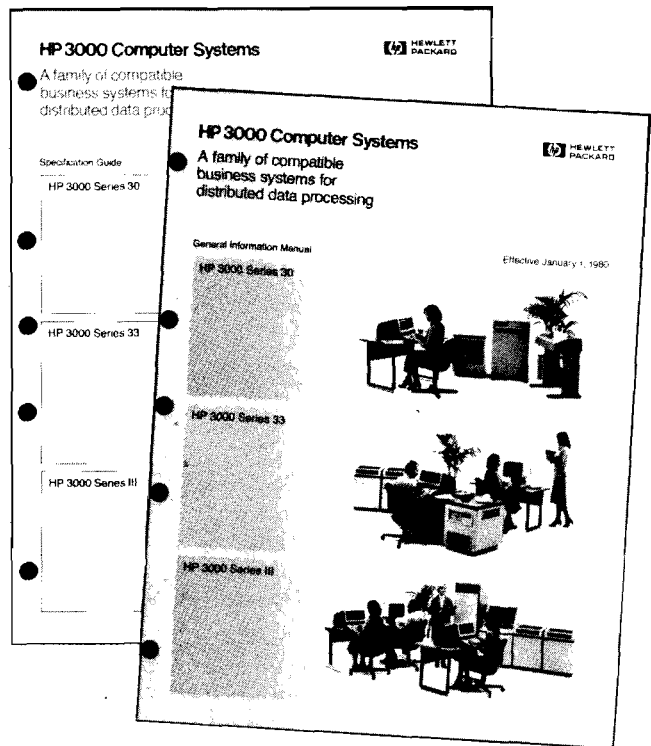 HP 3000 Computer Systems
HEWLETT
PACKARD
A family of compatible
business systems
distributed data
Specification Guide
HP 3000 Series 30
HP 3000 Series 33
HP 3000 Series III
HP 3000 Computer Systems
HEWLETT
PACKARD
A family of compatible
business systems for
distributed data processing
General Information Manual
Effective January 1, 1980
HP 3000 Series 30
HP 3000 Series 33
HP 3000 Series III